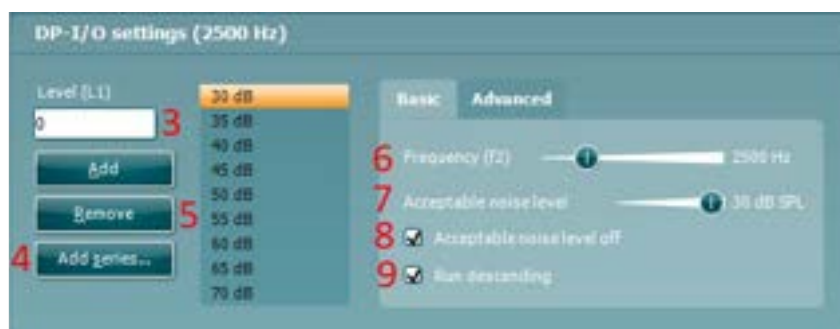 DP-I/O settings (2500 Hz)
Level (L1)
0
3
Add
Remove
5
4
Add series...
30 dB
35 dB
40 dB
45 dB
50 dB
55 dB
60 dB
65 dB
70 dB
Basic
Advanced
6
Frequency (f2)
2500 Hz
7
Acceptable noise level
30 dB SPL
8
Acceptable noise level off
9
Run descanding